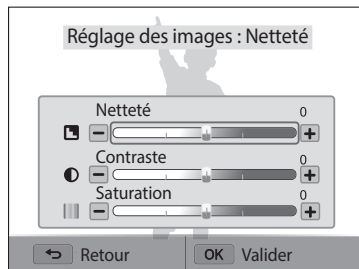 Réglage des images : Netteté
Netteté 0
Contraste 0
Saturation 0
Retour OK Valider